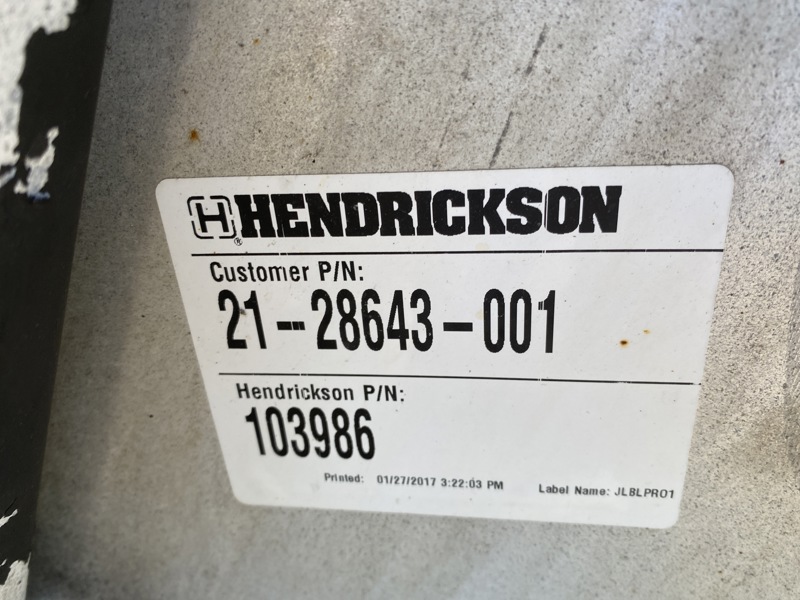 HENDRICKSON
Customer P/N:
21-28643-001
Hendrickson P/N:
103986
Printed: 01/27/2017 3:22:03 PM Label Name: JLBLPRO1